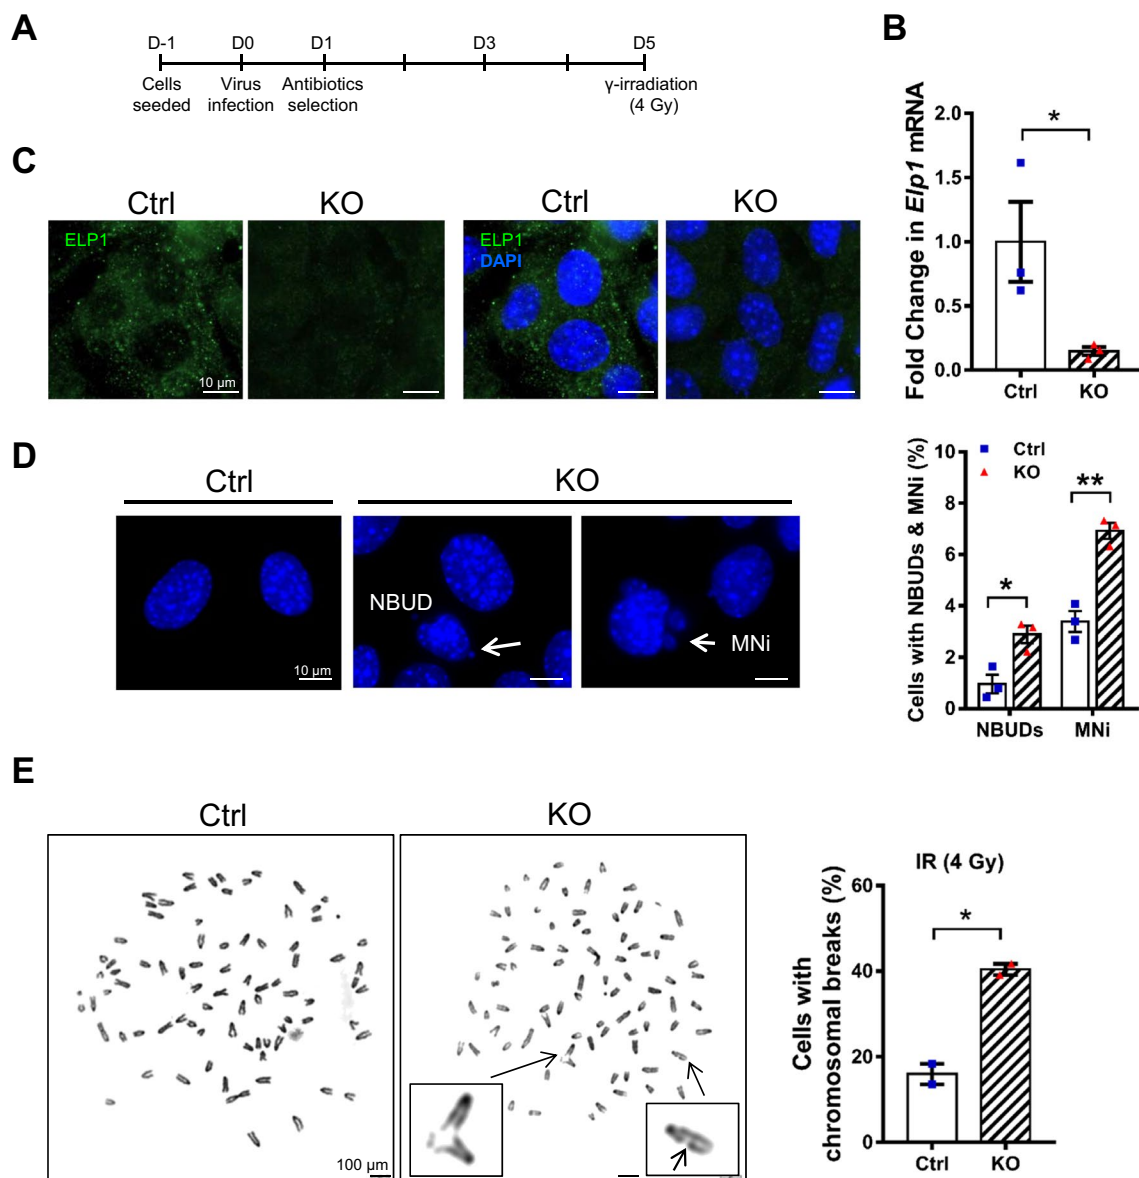 A
D-1 D0 D1 D3 D5
Cells seeded
Virus infection
Antibiotics selection
γ-irradiation (4 Gy)
B
Fold Change in Elp1 mRNA
2.0
1.5
1.0
0.5
0.0
*
Ctrl KO
C
Ctrl KO Ctrl KO
ELP1
10 µm
ELP1
DAPI
D
Ctrl KO
10 µm
NBUD
MNi
Cells with NBUDs & MNi (%)
Ctrl
KO
10
8
6
4
2
0
*
**
NBUDs MNi
E
Ctrl KO
100 µm
IR (4 Gy)
Cells with
chromosomal breaks (%)
60
40
20
0
*
Ctrl KO